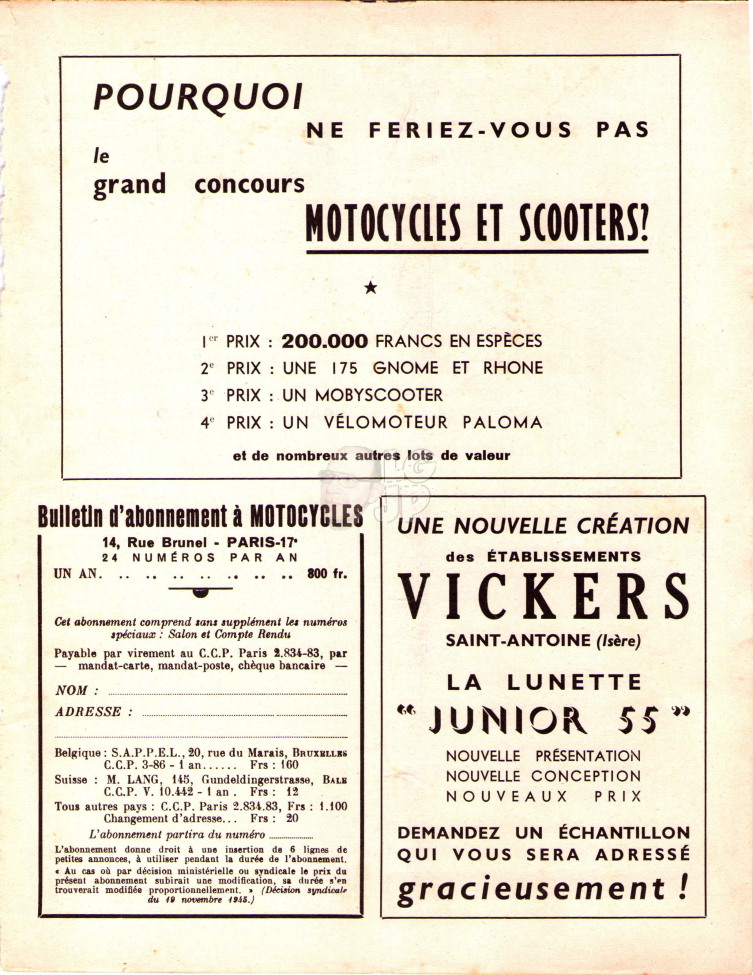 POURQUOI
NE FERIEZ-VOUS PAS
le
grand concours
MOTOCYCLES ET SCOOTERS?
★
1er PRIX : 200.000 FRANCS EN ESPÈCES
2e PRIX : UNE 175 GNOME ET RHONE
3e PRIX : UN MOBYSCOOTER
4e PRIX : UN VÉLOMOTEUR PALOMA
et de nombreux autres lots de valeur
LCG
JP
Bulletin d'abonnement à MOTOCYCLES
14, Rue Brunel - PARIS-17e
24 NUMÉROS PAR AN
UN AN. .. .. .. .. .. .. .. 800 fr.
Cet abonnement comprend sans supplément les numéros
spéciaux : Salon et Compte Rendu
Payable par virement au C.C.P. Paris 2.834-83, par
— mandat-carte, mandat-poste, chèque bancaire —
NOM :
ADRESSE :
Belgique : S.A.P.P.E.L., 20, rue du Marais, BRUXELLES
C.C.P. 3-86 - 1 an...... Frs : 160
Suisse : M. LANG, 145, Gundeldingerstrasse, BALE
C.C.P. V. 10.442 - 1 an . Frs : 12
Tous autres pays : C.C.P. Paris 2.834.83, Frs : 1.100
Changement d'adresse... Frs : 20
L'abonnement partira du numéro
L'abonnement donne droit à une insertion de 6 lignes de
petites annonces, à utiliser pendant la durée de l'abonnement.
« Au cas où par décision ministérielle ou syndicale le prix du
présent abonnement subirait une modification, sa durée s'en
trouverait modifiée proportionnellement. » (Décision syndicale
du 19 novembre 1945.)
UNE NOUVELLE CRÉATION
des ÉTABLISSEMENTS
VICKERS
SAINT-ANTOINE (Isère)
LA LUNETTE
“ JUNIOR 55 ”
NOUVELLE PRÉSENTATION
NOUVELLE CONCEPTION
NOUVEAUX PRIX
DEMANDEZ UN ÉCHANTILLON
QUI VOUS SERA ADRESSÉ
gracieusement !